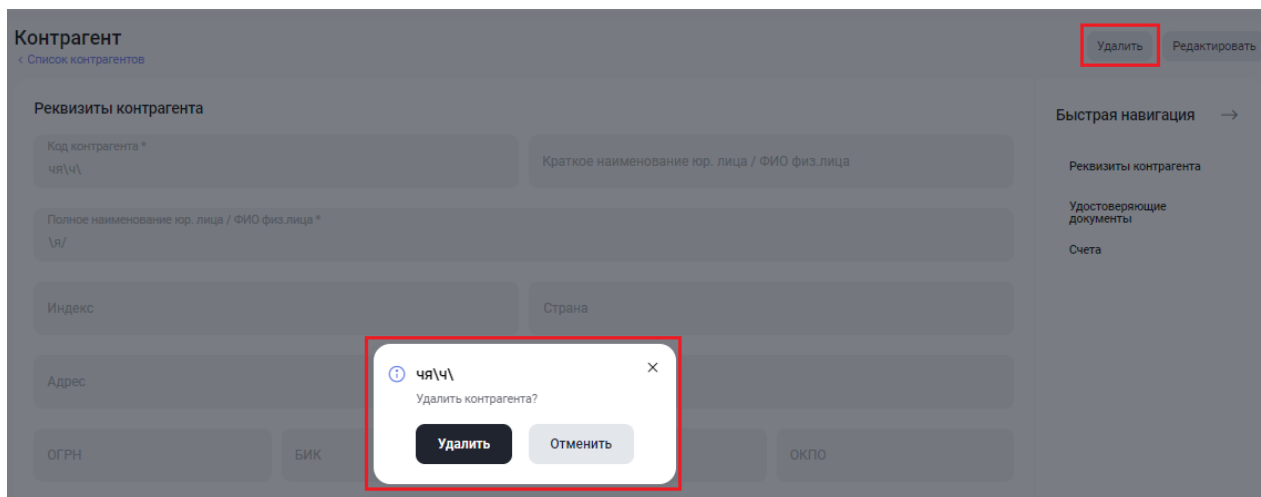 Контрагент
Удалить
Редактировать
< Список контрагентов
Реквизиты контрагента
Быстрая навигация →
Код контрагента *
чя\ч\
Краткое наименование юр. лица / ФИО физ.лица
Реквизиты контрагента
Полное наименование юр. лица / ФИО физ.лица *
\я/
Удостоверяющие
документы
Счета
Индекс
Страна
чя\ч\
Удалить контрагента?
Адрес
Удалить
Отменить
ОГРН
БИК
ОКПО